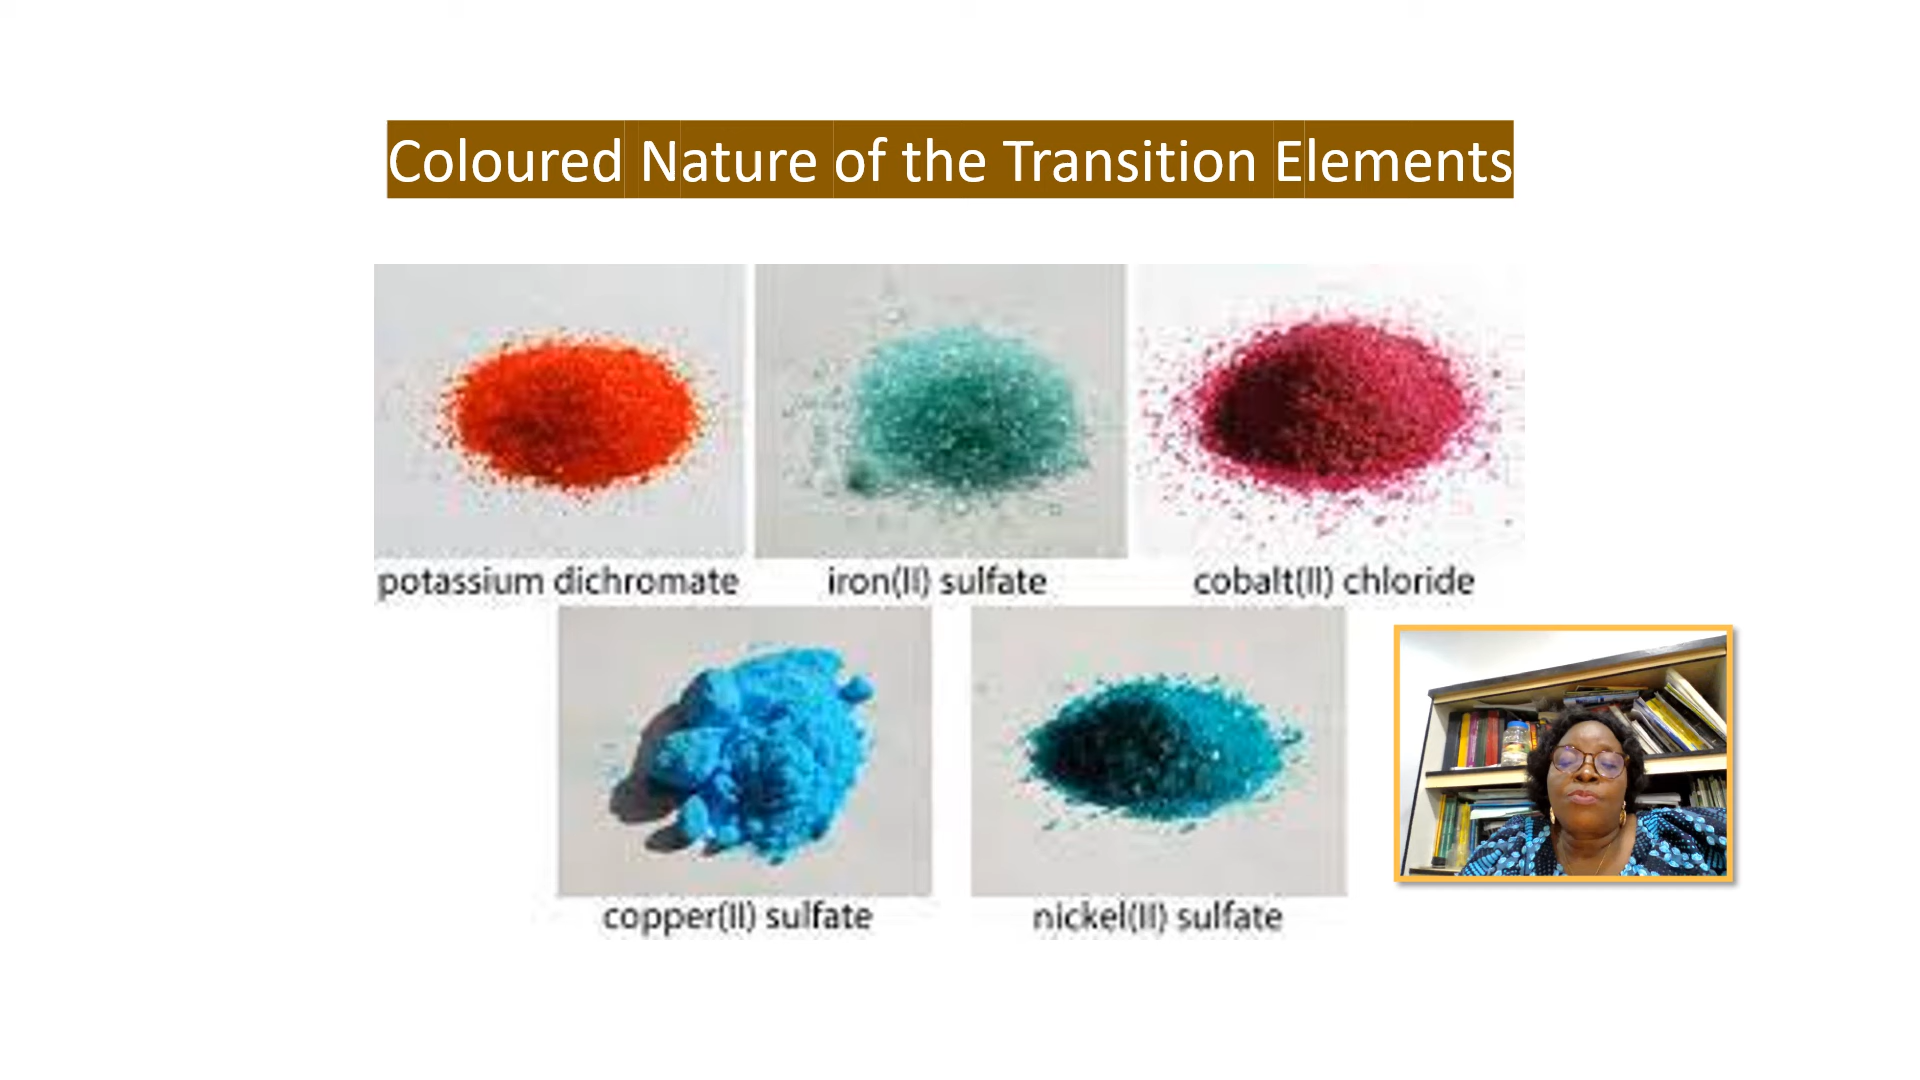 Coloured Nature of the Transition Elements
potassium dichromate
iron(II) sulfate
cobalt(II) chloride
copper(II) sulfate
nickel(II) sulfate